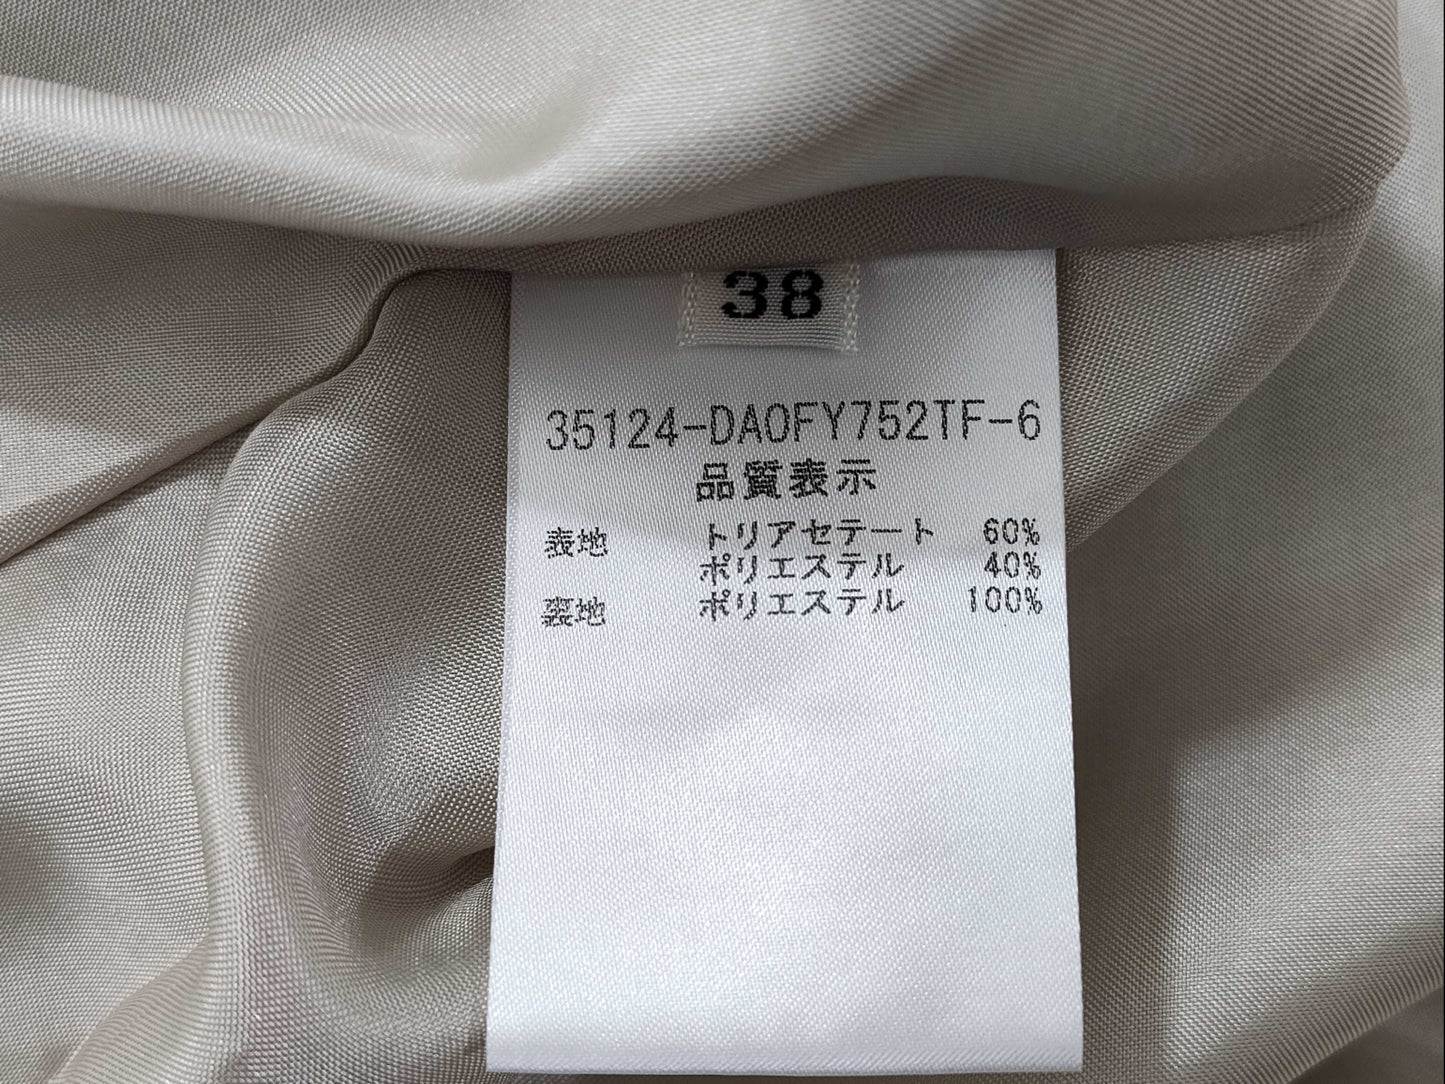 38
35124-DA0FY752TF-6
品質表示
表地 トリアセテート 60%
ポリエステル 40%
裏地 ポリエステル 100%